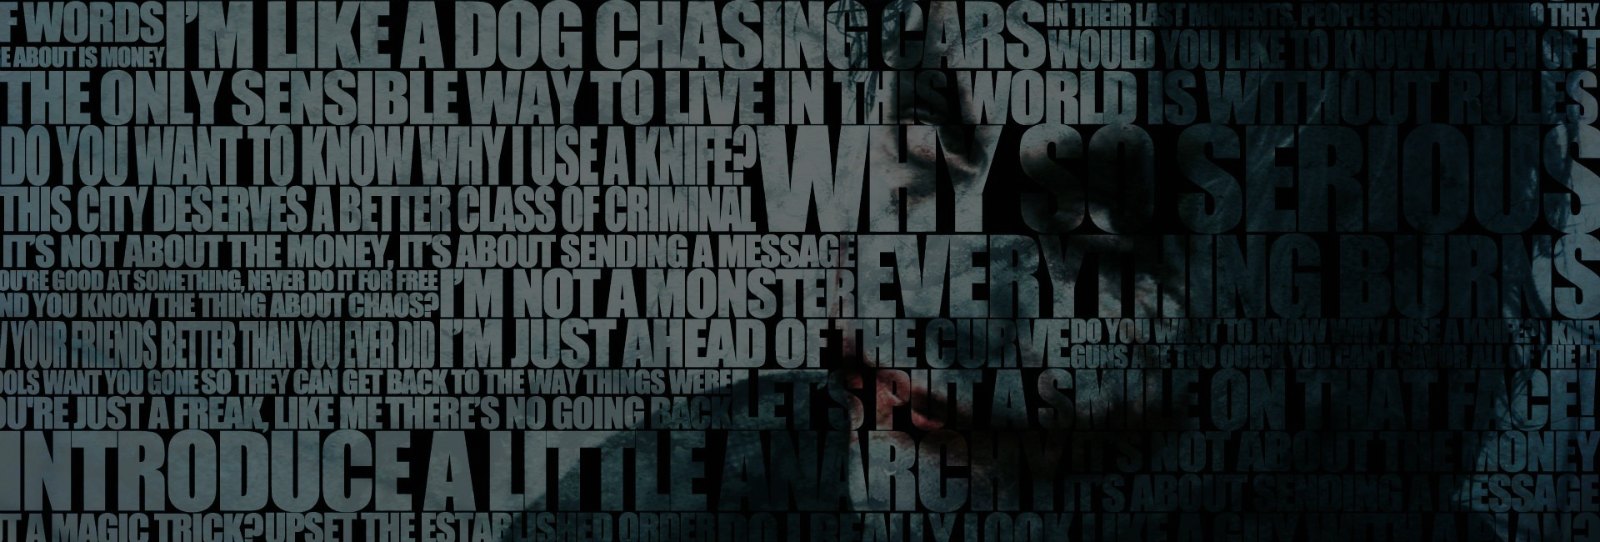 F WORDS
E ABOUT IS MONEY
I'M LIKE A DOG CHASING CARS
IN THEIR LAST MOMENTS, PEOPLE SHOW YOU WHO THEY
WOULD YOU LIKE TO KNOW WHICH OF T
THE ONLY SENSIBLE WAY TO LIVE IN THIS WORLD IS WITHOUT RULES
DO YOU WANT TO KNOW WHY I USE A KNIFE?
THIS CITY DESERVES A BETTER CLASS OF CRIMINAL
WHY SO SERIOUS
IT'S NOT ABOUT THE MONEY, IT'S ABOUT SENDING A MESSAGE
OU'RE GOOD AT SOMETHING, NEVER DO IT FOR FREE
ND YOU KNOW THE THING ABOUT CHAOS?
I'M NOT A MONSTER
EVERYTHING BURNS
W YOUR FRIENDS BETTER THAN YOU EVER DID
I'M JUST AHEAD OF THE CURVE
DO YOU WANT TO KNOW WHY I USE A KNIFE?
GUNS ARE TOO QUICK YOU CAN'T SAVOR ALL OF THE LIT
OOLS WANT YOU GONE SO THEY CAN GET BACK TO THE WAY THINGS WERE
OU'RE JUST A FREAK, LIKE ME THERE'S NO GOING BACK
LET'S PUT A SMILE ON THAT FACE!
INTRODUCE A LITTLE ANARCHY
IT'S NOT ABOUT THE MONEY
IT'S ABOUT SENDING A MESSAGE
T A MAGIC TRICK? UPSET THE ESTABLISHED ORDER DO I REALLY LOOK LIKE A GUY WITH A PLAN?